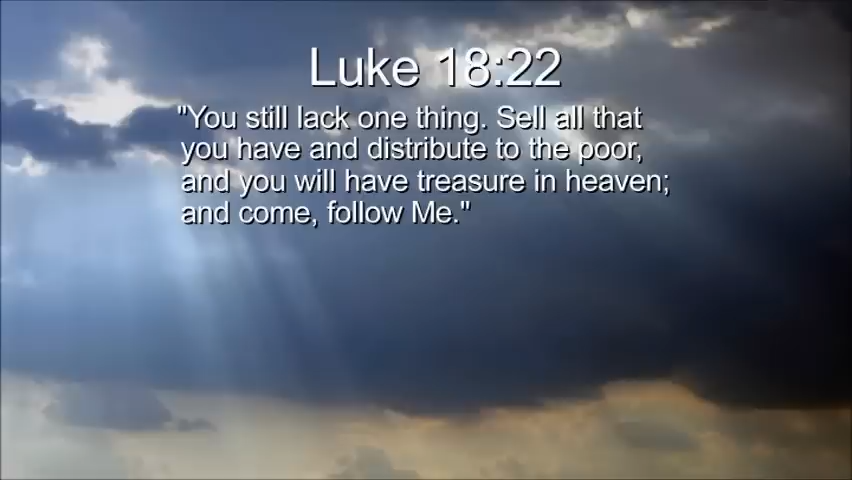 Luke 18:22
"You still lack one thing. Sell all that
you have and distribute to the poor,
and you will have treasure in heaven;
and come, follow Me."